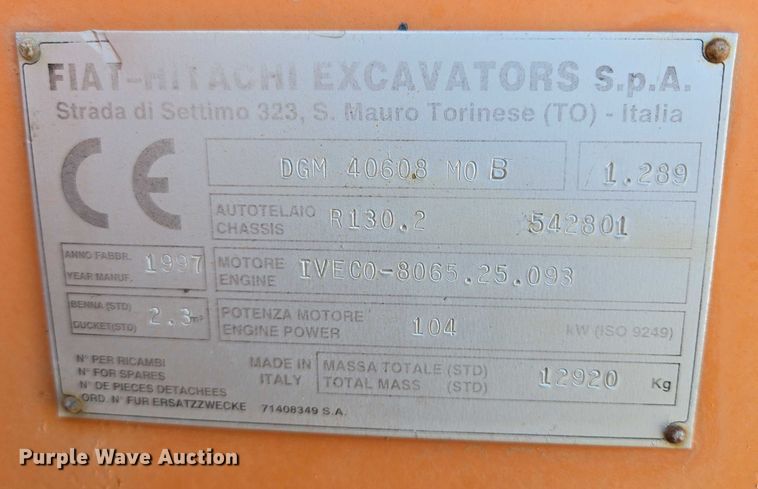 FIAT-HITACHI EXCAVATORS S.p.A.
Strada di Settimo 323, S. Mauro Torinese (TO) - Italia
CE
DGM 40608 MO B 1.289
AUTOTELAIO
CHASSIS R130.2 542801
ANNO FABBR.
YEAR MANUF. 1997
MOTORE
ENGINE IVECO-8065.25.093
BENNA (STD)
DUCKET(STD) 2.3 m³
POTENZA MOTORE
ENGINE POWER 104 kW (ISO 9249)
N° PER RICAMBI
N° FOR SPARES
N° DE PIECES DETACHEES
ORD. N° FUR ERSATZZWECKE 71408349 S.A.
MADE IN
ITALY
MASSA TOTALE (STD)
TOTAL MASS (STD) 12920 Kg
Purple Wave Auction